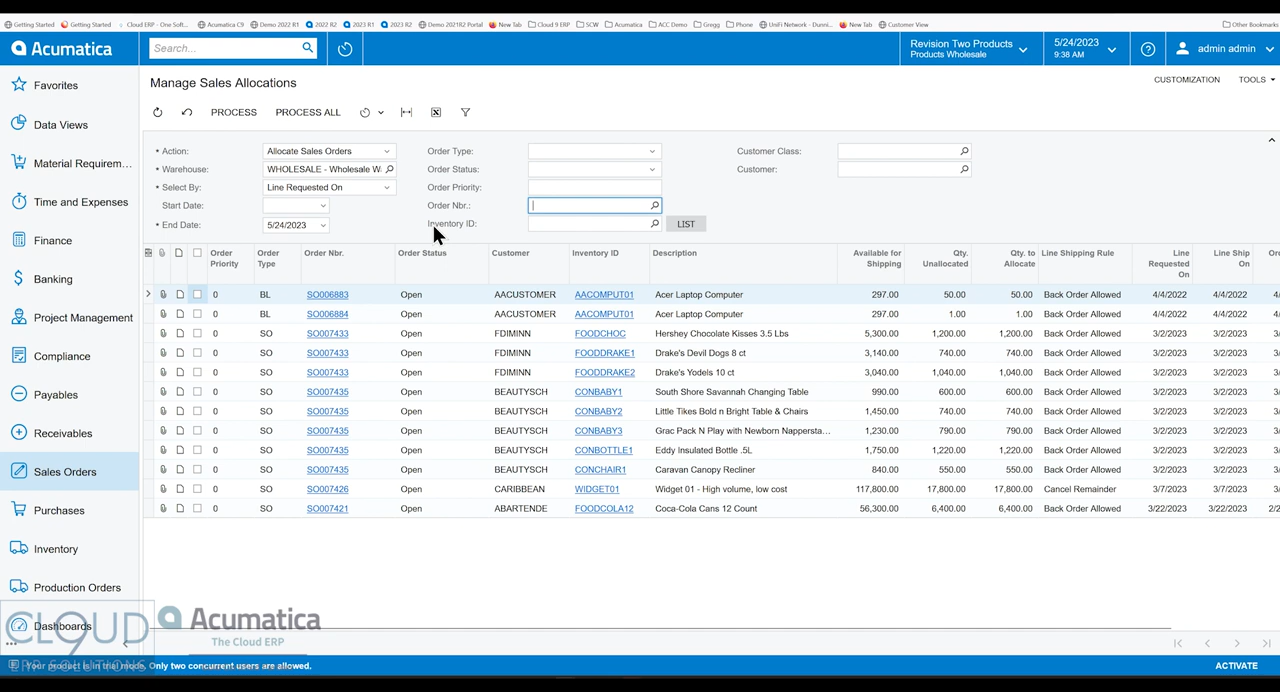 Getting Started Getting Started Cloud ERP - One Soft... Acumatica C9 Demo 2022 R1 2022 R2 2023 R1 2023 R2 Demo 2021R2 Portal New Tab Cloud 9 ERP SCW Acumatica ACC Demo Gregg Phone UniFi Network - Dunni... New Tab Customer View Other Bookmarks
Acumatica Search... Revision Two Products Products Wholesale 5/24/2023 9:38 AM ? admin admin
Favorites
Data Views
Material Requirem...
Time and Expenses
Finance
Banking
Project Management
Compliance
Payables
Receivables
Sales Orders
Purchases
Inventory
Production Orders
Dashboards
Manage Sales Allocations CUSTOMIZATION TOOLS
PROCESS PROCESS ALL
Action: Allocate Sales Orders Order Type: Customer Class:
Warehouse: WHOLESALE - Wholesale W Order Status: Customer:
Select By: Line Requested On Order Priority:
Start Date: Order Nbr.:
End Date: 5/24/2023 Inventory ID: LIST
Order Priority Order Type Order Nbr. Order Status Customer Inventory ID Description Available for Shipping Qty. Unallocated Qty. to Allocate Line Shipping Rule Line Requested On Line Ship On
0 BL SO006883 Open AACUSTOMER AACOMPUT01 Acer Laptop Computer 297.00 50.00 50.00 Back Order Allowed 4/4/2022 4/4/2022 4/
0 BL SO006884 Open AACUSTOMER AACOMPUT01 Acer Laptop Computer 297.00 1.00 1.00 Back Order Allowed 4/4/2022 4/4/2022 4/
0 SO SO007433 Open FDIMINN FOODCHOC Hershey Chocolate Kisses 3.5 Lbs 5,300.00 1,200.00 1,200.00 Back Order Allowed 3/2/2023 3/2/2023 3/
0 SO SO007433 Open FDIMINN FOODDRAKE1 Drake's Devil Dogs 8 ct 3,140.00 740.00 740.00 Back Order Allowed 3/2/2023 3/2/2023 3/
0 SO SO007433 Open FDIMINN FOODDRAKE2 Drake's Yodels 10 ct 3,040.00 1,040.00 1,040.00 Back Order Allowed 3/2/2023 3/2/2023 3/
0 SO SO007435 Open BEAUTYSCH CONBABY1 South Shore Savannah Changing Table 990.00 600.00 600.00 Back Order Allowed 3/2/2023 3/2/2023 3/
0 SO SO007435 Open BEAUTYSCH CONBABY2 Little Tikes Bold n Bright Table & Chairs 1,450.00 740.00 740.00 Back Order Allowed 3/2/2023 3/2/2023 3/
0 SO SO007435 Open BEAUTYSCH CONBABY3 Grac Pack N Play with Newborn Nappersta... 1,230.00 790.00 790.00 Back Order Allowed 3/2/2023 3/2/2023 3/
0 SO SO007435 Open BEAUTYSCH CONBOTTLE1 Eddy Insulated Bottle .5L 1,750.00 1,220.00 1,220.00 Back Order Allowed 3/2/2023 3/2/2023 3/
0 SO SO007435 Open BEAUTYSCH CONCHAIR1 Caravan Canopy Recliner 840.00 550.00 550.00 Back Order Allowed 3/2/2023 3/2/2023 3/
0 SO SO007426 Open CARIBBEAN WIDGET01 Widget 01 - High volume, low cost 117,800.00 17,800.00 17,800.00 Cancel Remainder 3/7/2023 3/7/2023 3/
0 SO SO007421 Open ABARTENDE FOODCOLA12 Coca-Cola Cans 12 Count 56,300.00 6,400.00 6,400.00 Back Order Allowed 3/22/2023 3/22/2023 2/2
CLOUD 9
ERP SOLUTIONS
Acumatica
The Cloud ERP
Your product is in trial mode. Only two concurrent users are allowed. ACTIVATE